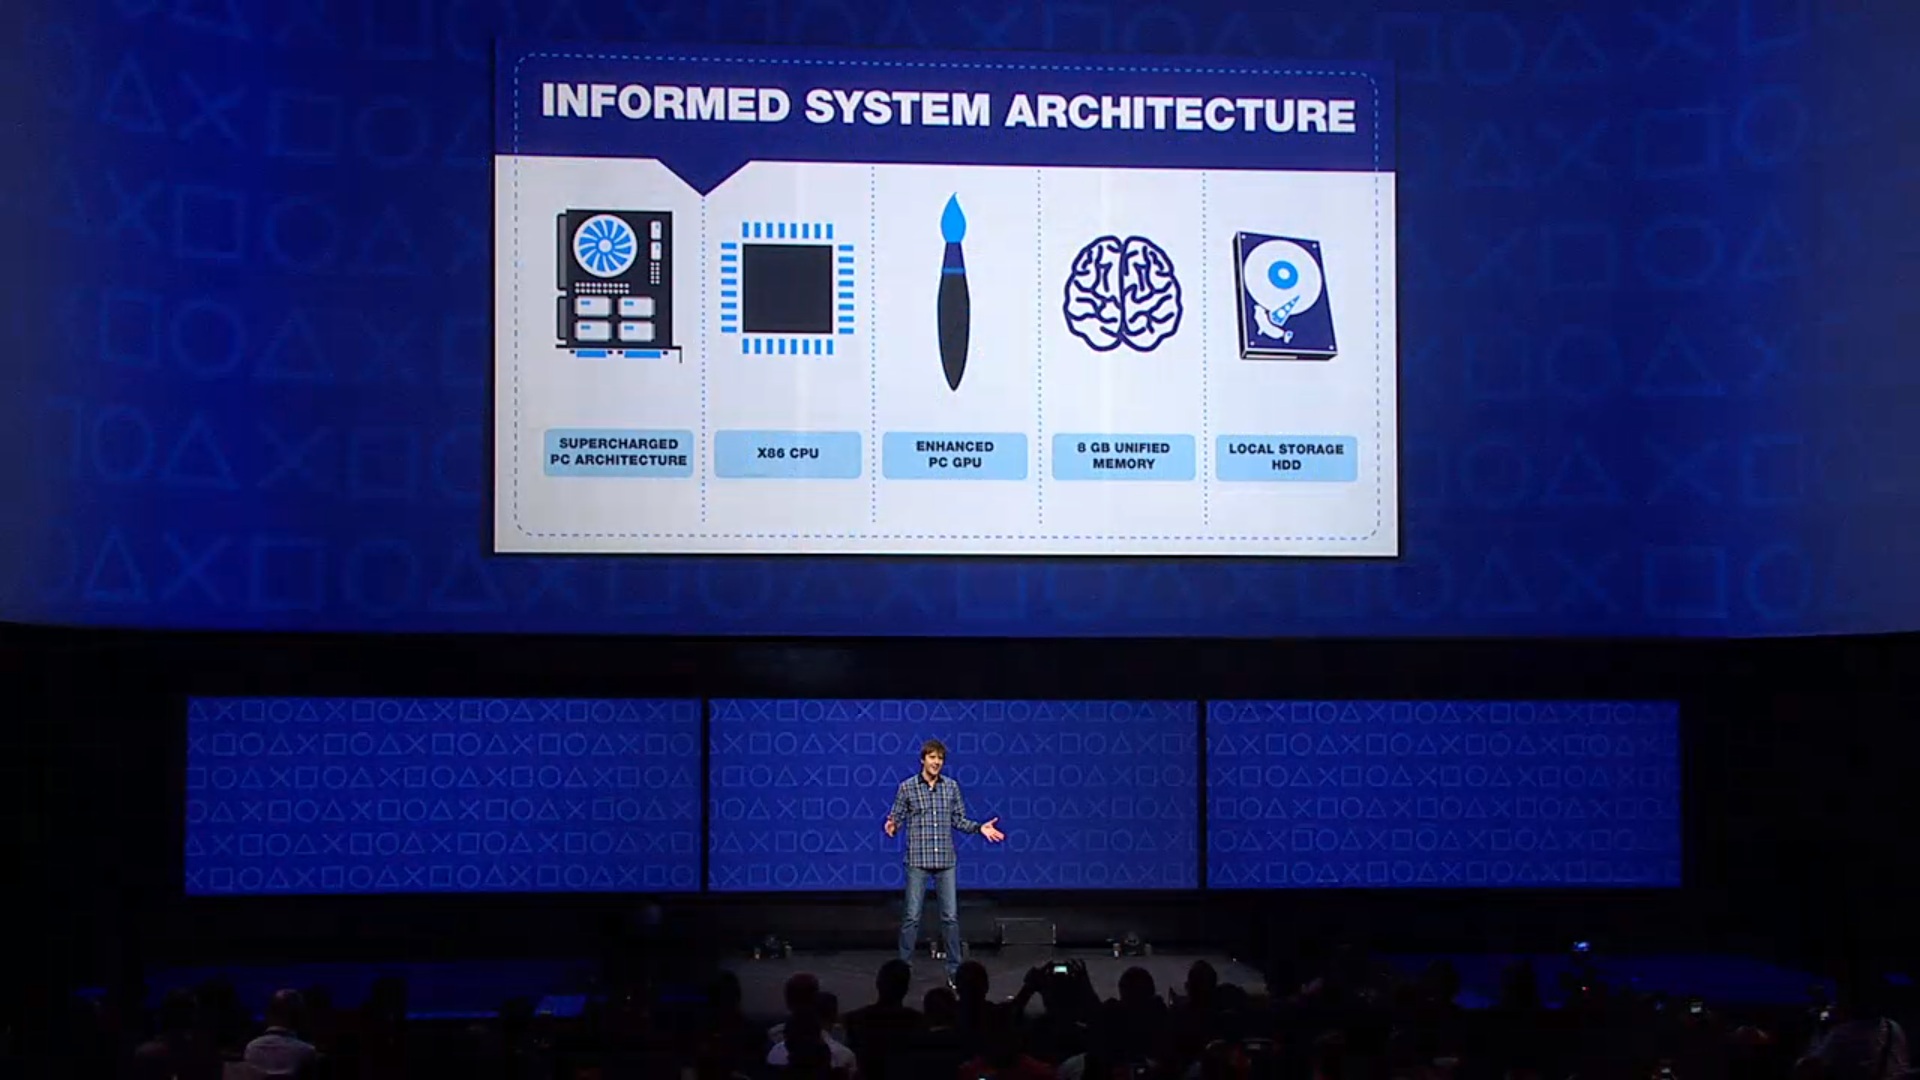 INFORMED SYSTEM ARCHITECTURE
SUPERCHARGED
PC ARCHITECTURE
X86 CPU
ENHANCED
PC GPU
8 GB UNIFIED
MEMORY
LOCAL STORAGE
HDD